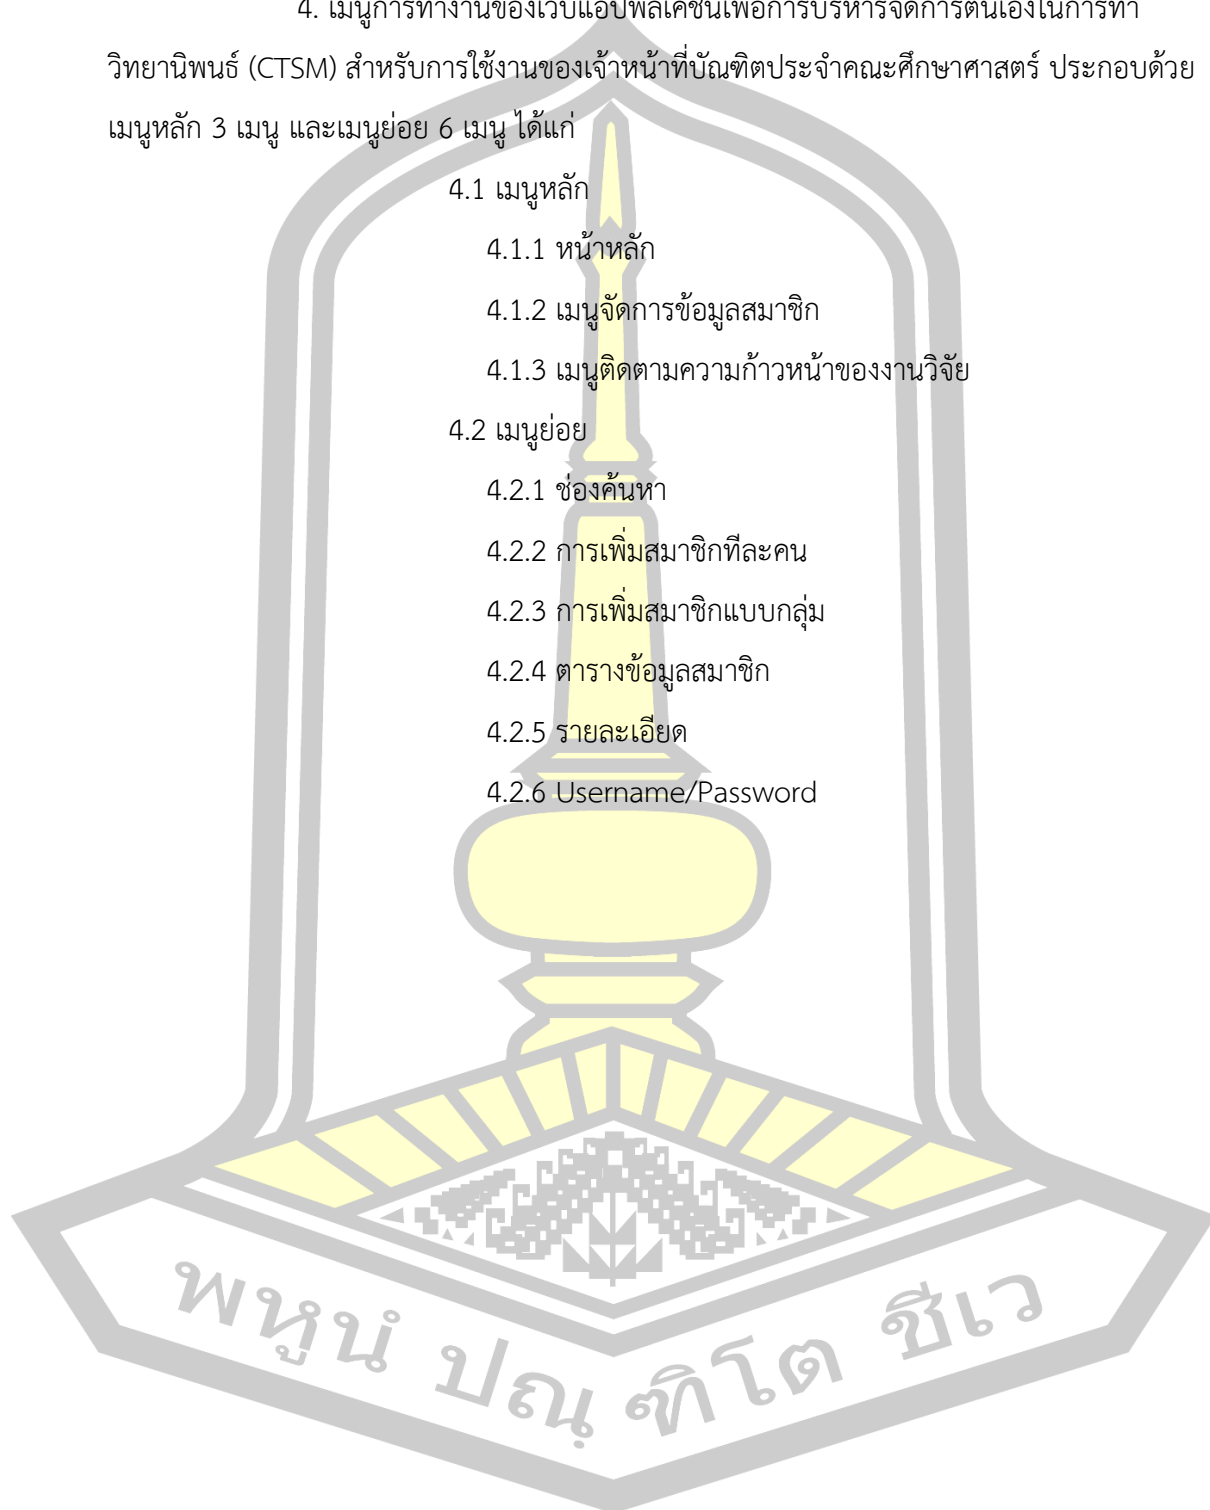 4. เมนูการทำงานของเว็บแอปพลิเคชันเพื่อการบริหารจัดการตนเองในการทำ
วิทยานิพนธ์ (CTSM) สำหรับการใช้งานของเจ้าหน้าที่บัณฑิตประจำคณะศึกษาศาสตร์ ประกอบด้วย
เมนูหลัก 3 เมนู และเมนูย่อย 6 เมนู ได้แก่
4.1 เมนูหลัก
4.1.1 หน้าหลัก
4.1.2 เมนูจัดการข้อมูลสมาชิก
4.1.3 เมนูติดตามความก้าวหน้าของงานวิจัย
4.2 เมนูย่อย
4.2.1 ช่องค้นหา
4.2.2 การเพิ่มสมาชิกทีละคน
4.2.3 การเพิ่มสมาชิกแบบกลุ่ม
4.2.4 ตารางข้อมูลสมาชิก
4.2.5 รายละเอียด
4.2.6 Username/Password
พหูนํ ปณฺฑิโต ชีเว